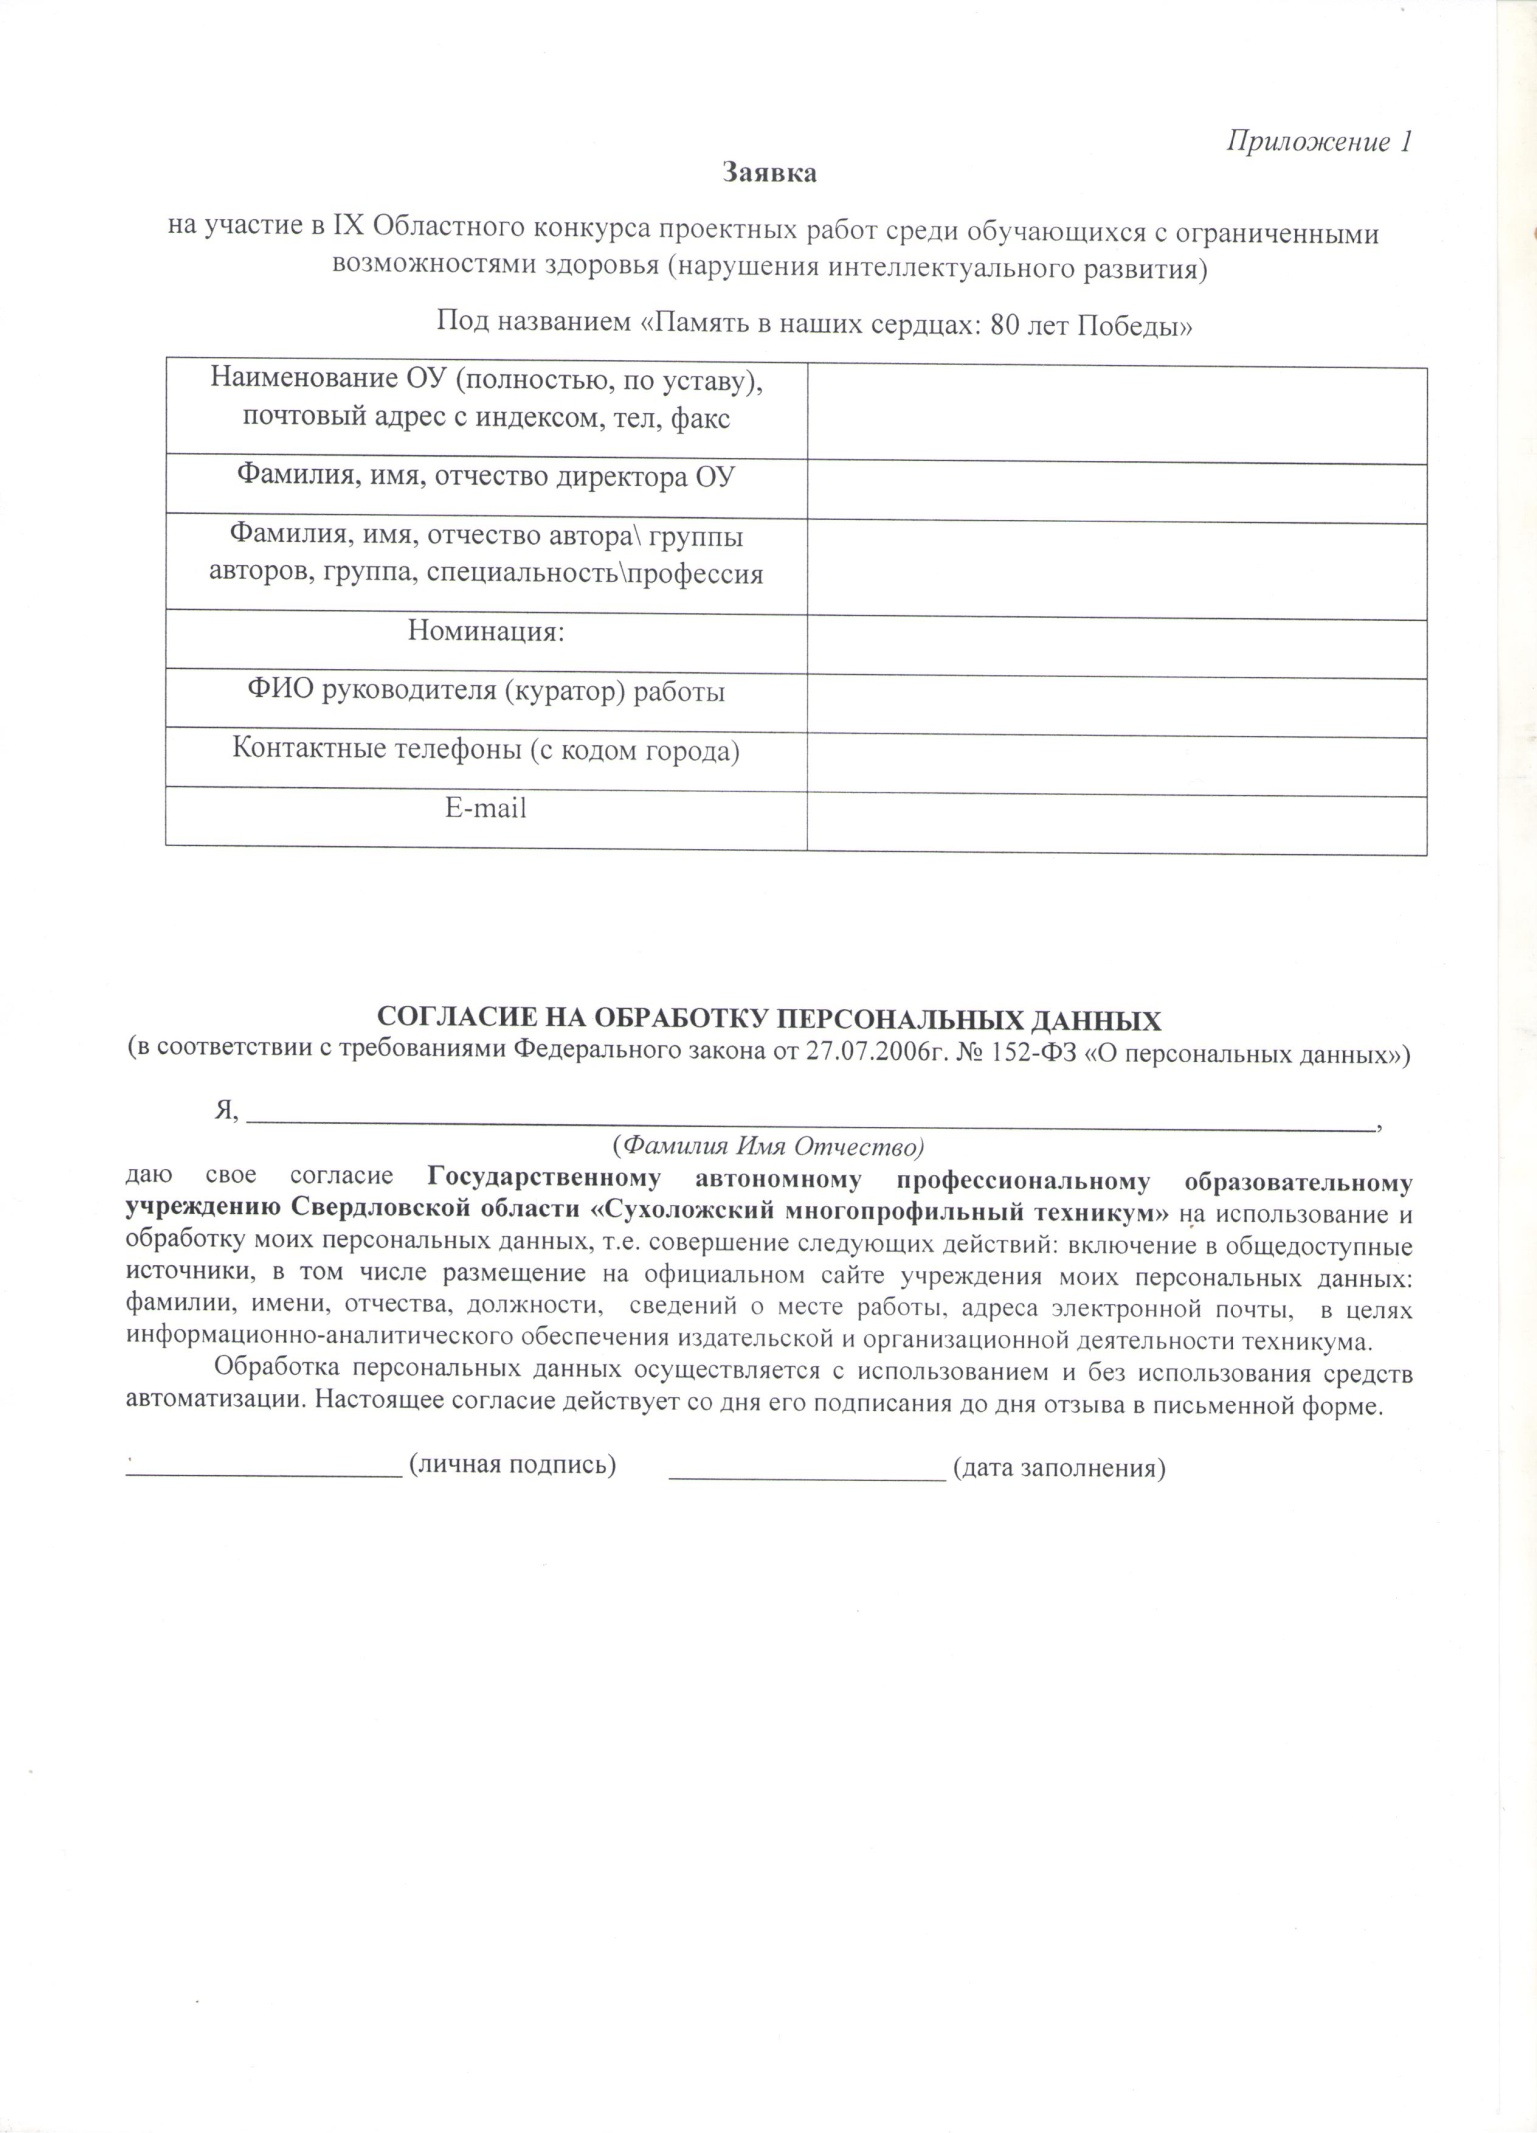 Приложение 1
Заявка
на участие в IX Областного конкурса проектных работ среди обучающихся с ограниченными
возможностями здоровья (нарушения интеллектуального развития)
Под названием «Память в наших сердцах: 80 лет Победы»
Наименование ОУ (полностью, по уставу),
почтовый адрес с индексом, тел, факс
Фамилия, имя, отчество директора ОУ
Фамилия, имя, отчество автора\ группы
авторов, группа, специальность\профессия
Номинация:
ФИО руководителя (куратор) работы
Контактные телефоны (с кодом города)
E-mail
СОГЛАСИЕ НА ОБРАБОТКУ ПЕРСОНАЛЬНЫХ ДАННЫХ
(в соответствии с требованиями Федерального закона от 27.07.2006г. № 152-ФЗ «О персональных данных»)
Я, ______________________________________________________________________________,
(Фамилия Имя Отчество)
даю свое согласие Государственному автономному профессиональному образовательному
учреждению Свердловской области «Сухоложский многопрофильный техникум» на использование и
обработку моих персональных данных, т.е. совершение следующих действий: включение в общедоступные
источники, в том числе размещение на официальном сайте учреждения моих персональных данных:
фамилии, имени, отчества, должности, сведений о месте работы, адреса электронной почты, в целях
информационно-аналитического обеспечения издательской и организационной деятельности техникума.
Обработка персональных данных осуществляется с использованием и без использования средств
автоматизации. Настоящее согласие действует со дня его подписания до дня отзыва в письменной форме.
____________________ (личная подпись) ____________________ (дата заполнения)